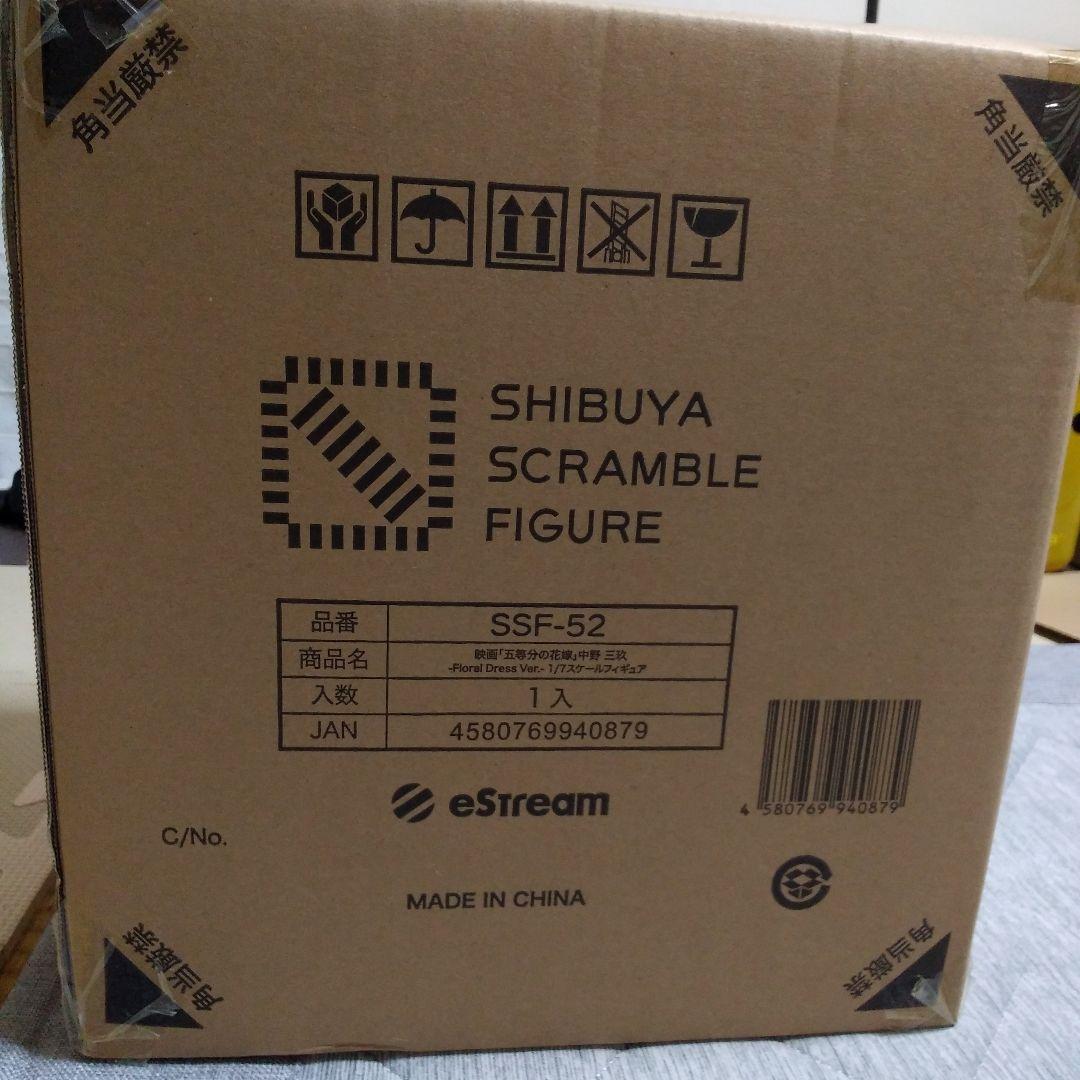 角当厳禁
角当厳禁
SHIBUYA
SCRAMBLE
FIGURE
品番 SSF-52
商品名 映画「五等分の花嫁」中野 三玖
-Floral Dress Ver.- 1/7スケールフィギュア
入数 1入
JAN 4580769940879
eStream
4 580769 940879
C/No.
MADE IN CHINA
角当厳禁
角当厳禁